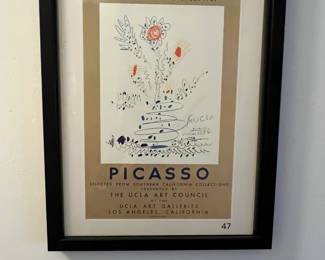 UCLA
PICASSO
SELECTED FROM SOUTHERN CALIFORNIA COLLECTIONS
PRESENTED BY
THE UCLA ART COUNCIL
AT THE
UCLA ART GALLERIES
LOS ANGELES, CALIFORNIA
47